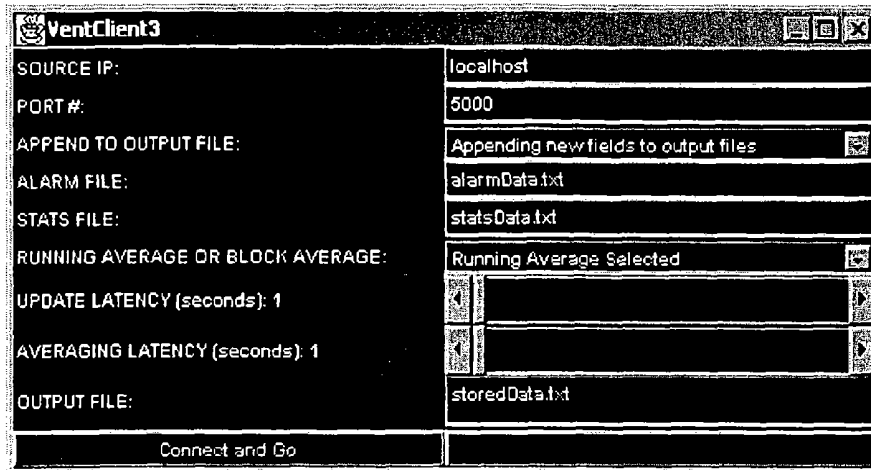 VentClient3
SOURCE IP: localhost
PORT #: 5000
APPEND TO OUTPUT FILE: Appending new fields to output files
ALARM FILE: alarmData.txt
STATS FILE: statsData.txt
RUNNING AVERAGE OR BLOCK AVERAGE: Running Average Selected
UPDATE LATENCY (seconds): 1
AVERAGING LATENCY (seconds): 1
OUTPUT FILE: storedData.txt
Connect and Go